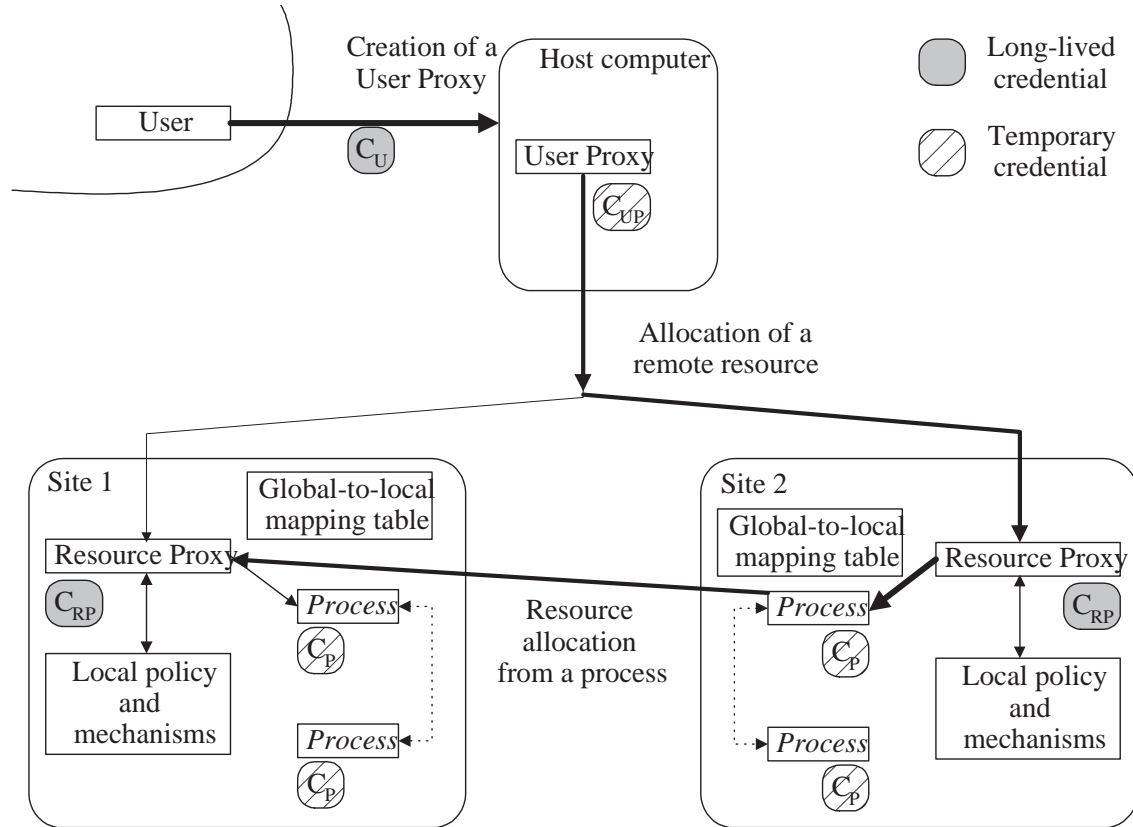 Creation of a
User Proxy
Host computer
Long-lived
credential
User
C_U
User Proxy
C_UP
Temporary
credential
Allocation of a
remote resource
Site 1
Global-to-local
mapping table
Resource Proxy
C_RP
Process
C_P
Local policy
and
mechanisms
Process
C_P
Resource
allocation
from a process
Site 2
Global-to-local
mapping table
Resource Proxy
C_RP
Process
C_P
Local policy
and
mechanisms
Process
C_P